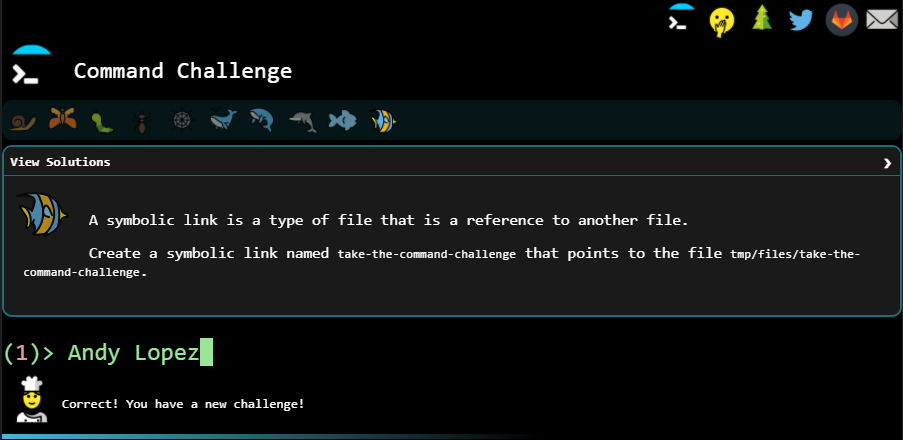 Command Challenge
View Solutions
A symbolic link is a type of file that is a reference to another file.
Create a symbolic link named take-the-command-challenge that points to the file tmp/files/take-the-
command-challenge.
(1)> Andy Lopez
Correct! You have a new challenge!